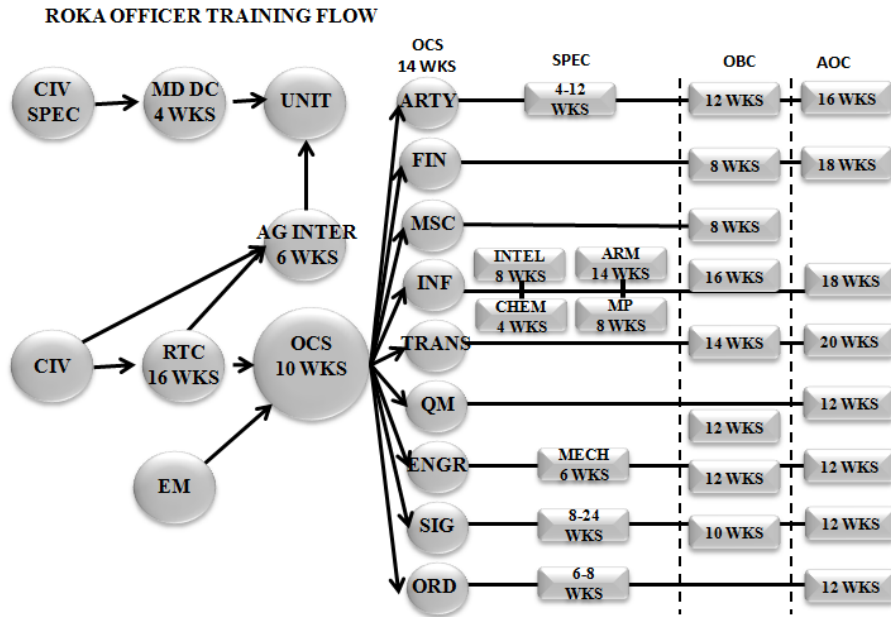 ROKA OFFICER TRAINING FLOW
CIV
SPEC
MD DC
4 WKS
UNIT
AG INTER
6 WKS
CIV
RTC
16 WKS
OCS
10 WKS
EM
OCS
14 WKS
SPEC
OBC
AOC
ARTY
4-12
WKS
12 WKS
16 WKS
FIN
8 WKS
18 WKS
MSC
8 WKS
INF
INTEL
8 WKS
ARM
14 WKS
CHEM
4 WKS
MP
8 WKS
16 WKS
18 WKS
TRANS
14 WKS
20 WKS
QM
12 WKS
12 WKS
ENGR
MECH
6 WKS
12 WKS
12 WKS
SIG
8-24
WKS
10 WKS
12 WKS
ORD
6-8
WKS
12 WKS